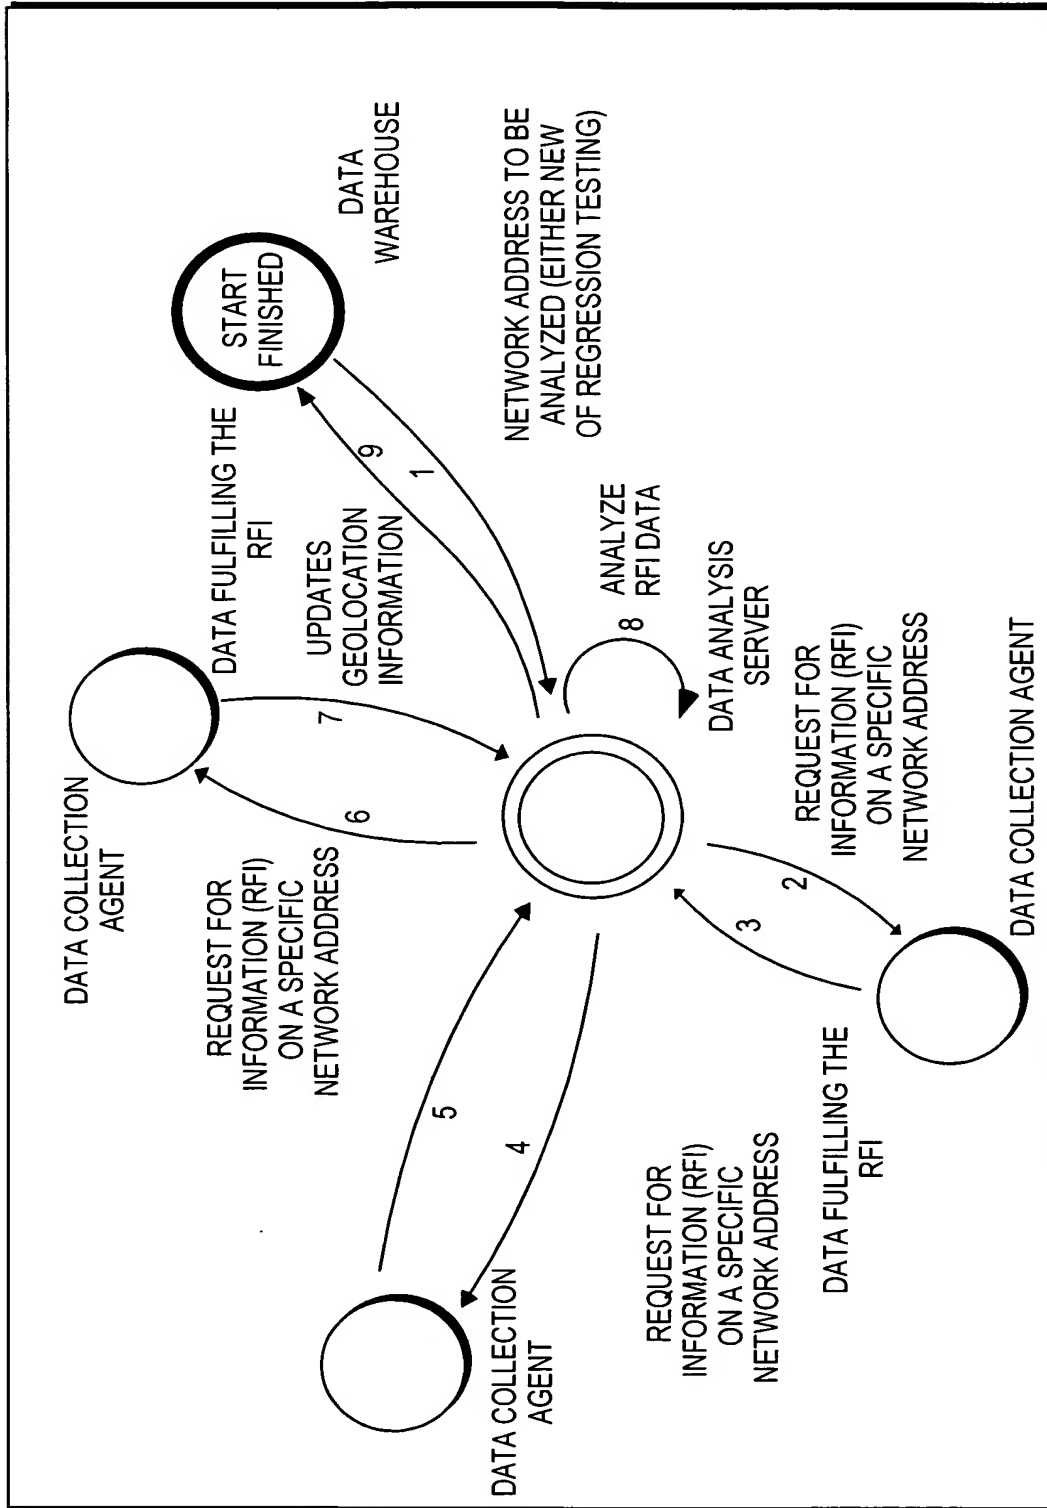 DATA COLLECTION
AGENT
DATA FULFILLING THE
RFI
START
FINISHED
DATA
WAREHOUSE
REQUEST FOR
INFORMATION (RFI)
ON A SPECIFIC
NETWORK ADDRESS
6
7
UPDATES
GEOLOCATION
INFORMATION
9
1
NETWORK ADDRESS TO BE
ANALYZED (EITHER NEW
OF REGRESSION TESTING)
DATA COLLECTION
AGENT
5
4
8
ANALYZE
RFI DATA
DATA ANALYSIS
SERVER
REQUEST FOR
INFORMATION (RFI)
ON A SPECIFIC
NETWORK ADDRESS
3
2
REQUEST FOR
INFORMATION (RFI)
ON A SPECIFIC
NETWORK ADDRESS
DATA FULFILLING THE
RFI
DATA COLLECTION AGENT